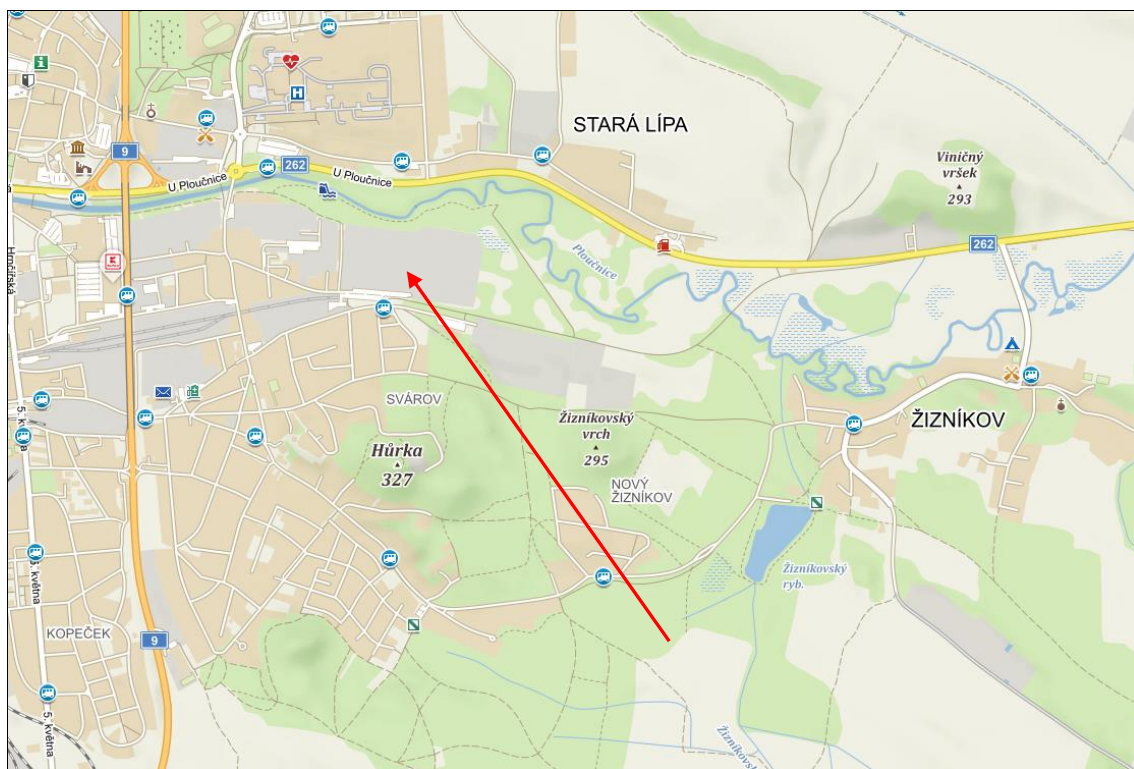 H
STARÁ LÍPA
9
262
U Ploučnice
U Ploučnice
Viničný
vršek
293
262
Ploučnice
K
SVÁROV
Žizníkovský
vrch
295
ŽIZNÍKOV
Hůrka
327
NOVÝ
ŽIZNÍKOV
5. května
Žizníkovský
ryb.
KOPEČEK
9
5. května